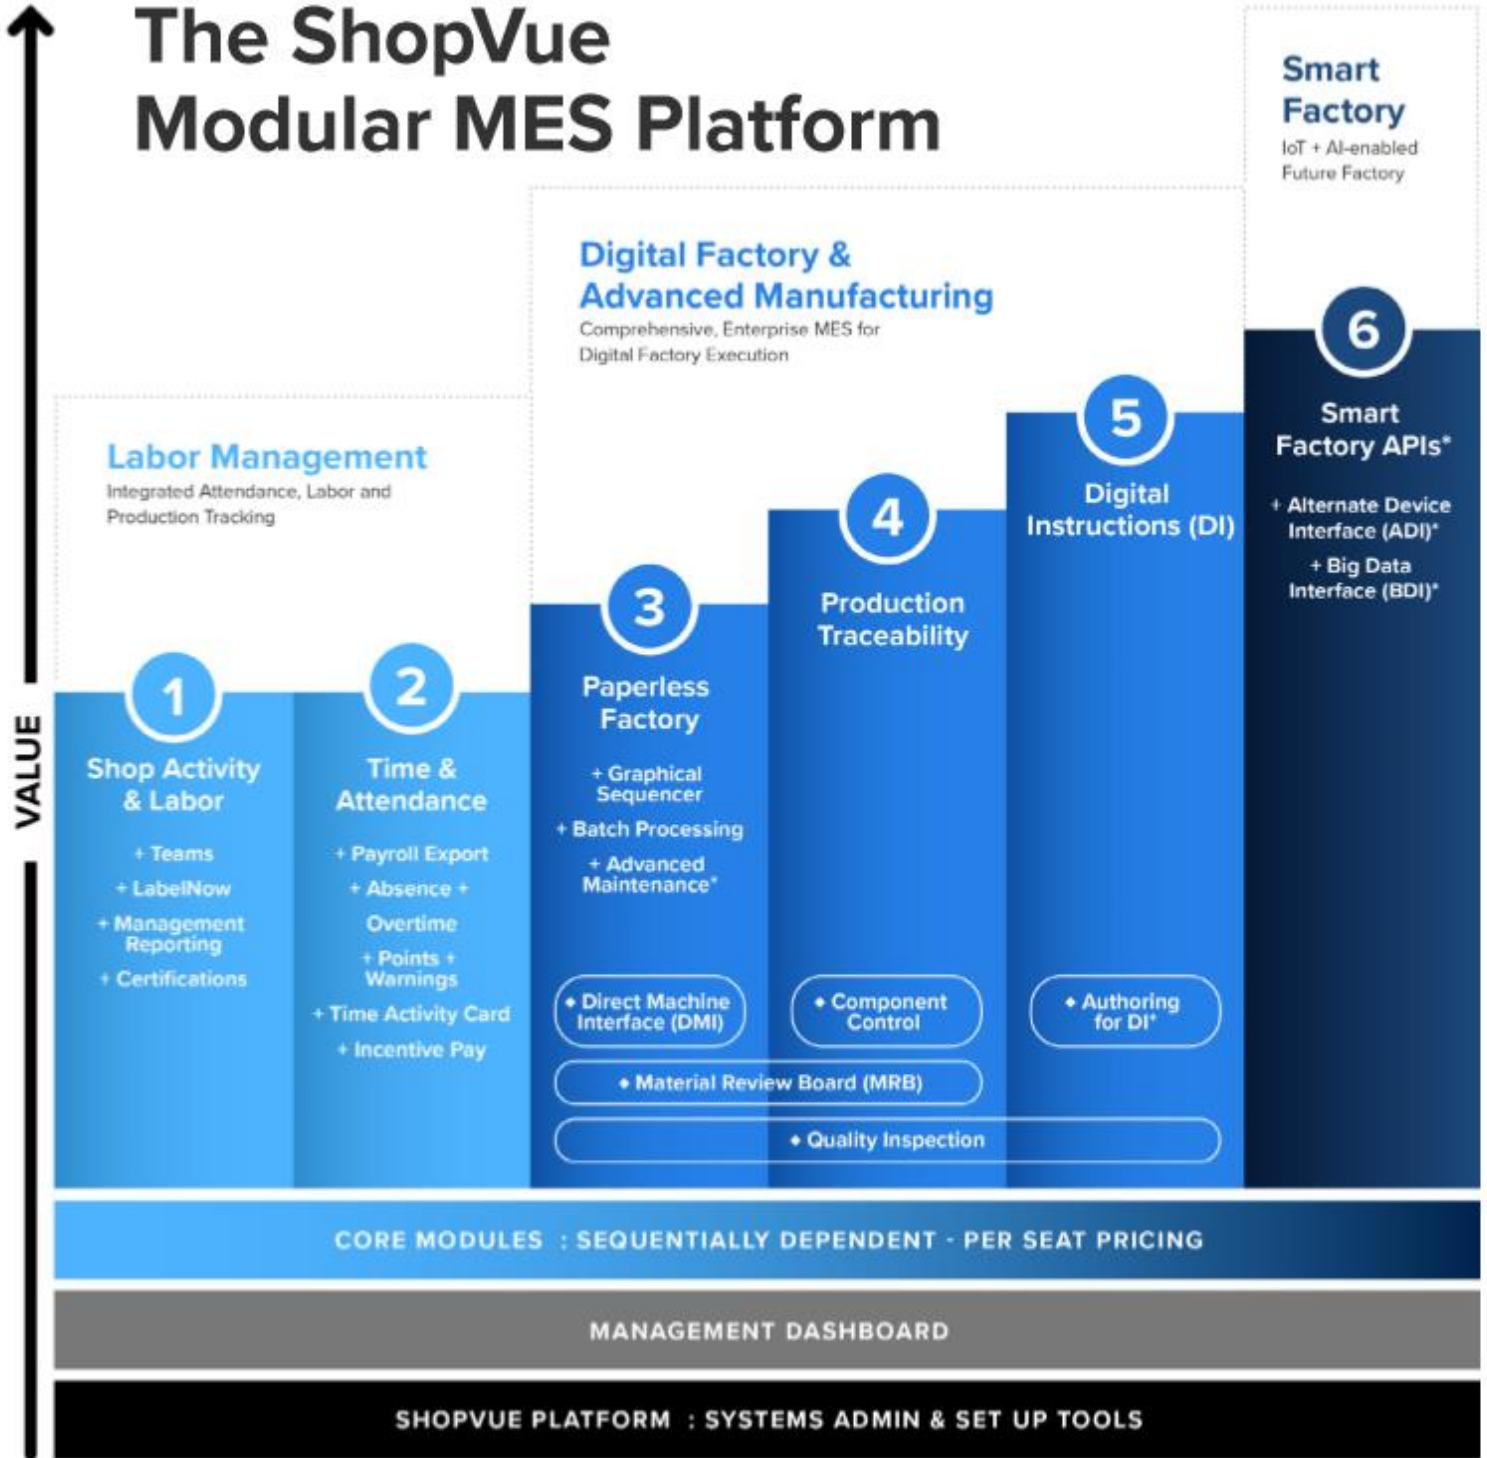 The ShopVue
Modular MES Platform
Smart
Factory
IoT + AI-enabled
Future Factory
Digital Factory &
Advanced Manufacturing
Comprehensive, Enterprise MES for
Digital Factory Execution
Labor Management
Integrated Attendance, Labor and
Production Tracking
VALUE
1
Shop Activity
& Labor
+ Teams
+ LabelNow
+ Management
Reporting
+ Certifications
2
Time &
Attendance
+ Payroll Export
+ Absence +
Overtime
+ Points +
Warnings
+ Time Activity Card
+ Incentive Pay
3
Paperless
Factory
+ Graphical
Sequencer
+ Batch Processing
+ Advanced
Maintenance*
◆ Direct Machine
Interface (DMI)
4
Production
Traceability
◆ Component
Control
5
Digital
Instructions (DI)
◆ Authoring
for DI*
◆ Material Review Board (MRB)
◆ Quality Inspection
6
Smart
Factory APIs*
+ Alternate Device
Interface (ADI)*
+ Big Data
Interface (BDI)*
CORE MODULES : SEQUENTIALLY DEPENDENT - PER SEAT PRICING
MANAGEMENT DASHBOARD
SHOPVUE PLATFORM : SYSTEMS ADMIN & SET UP TOOLS